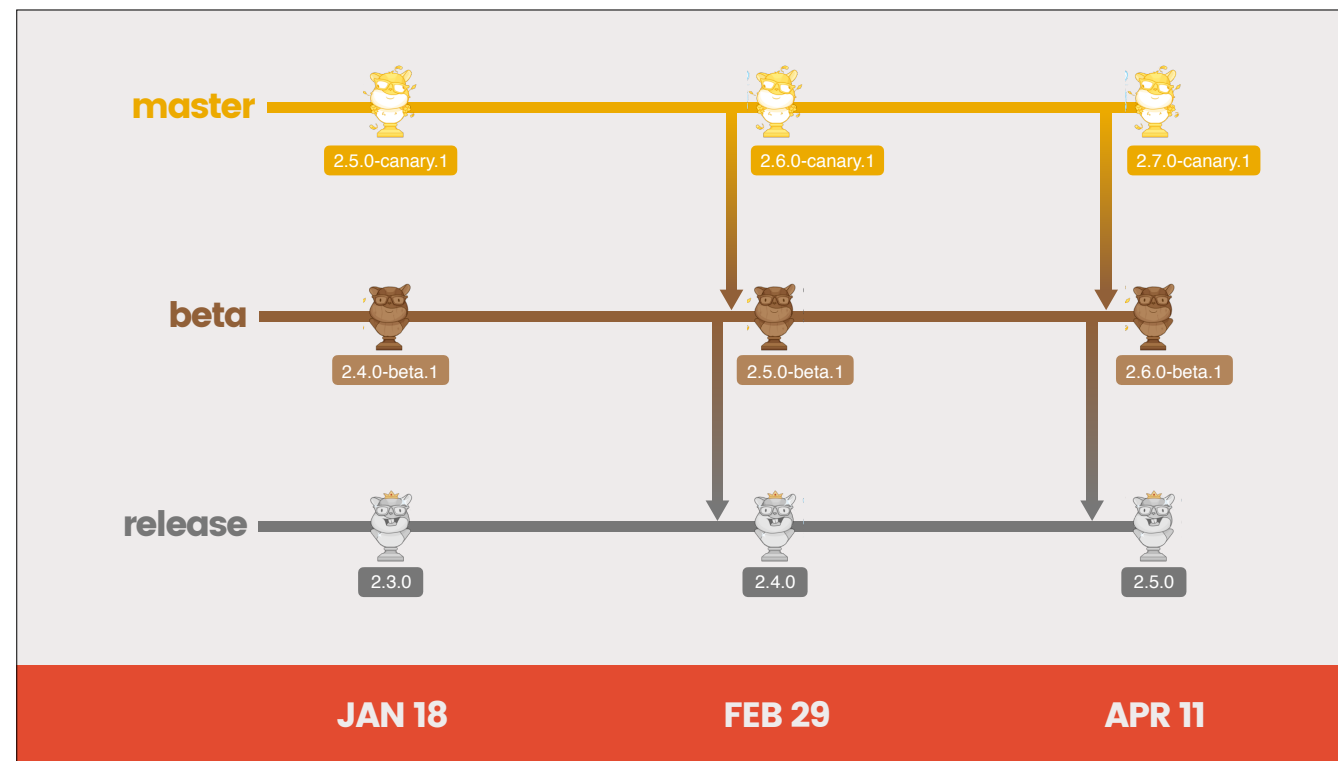 master
2.5.0-canary.1
2.6.0-canary.1
2.7.0-canary.1
beta
2.4.0-beta.1
2.5.0-beta.1
2.6.0-beta.1
release
2.3.0
2.4.0
2.5.0
JAN 18
FEB 29
APR 11